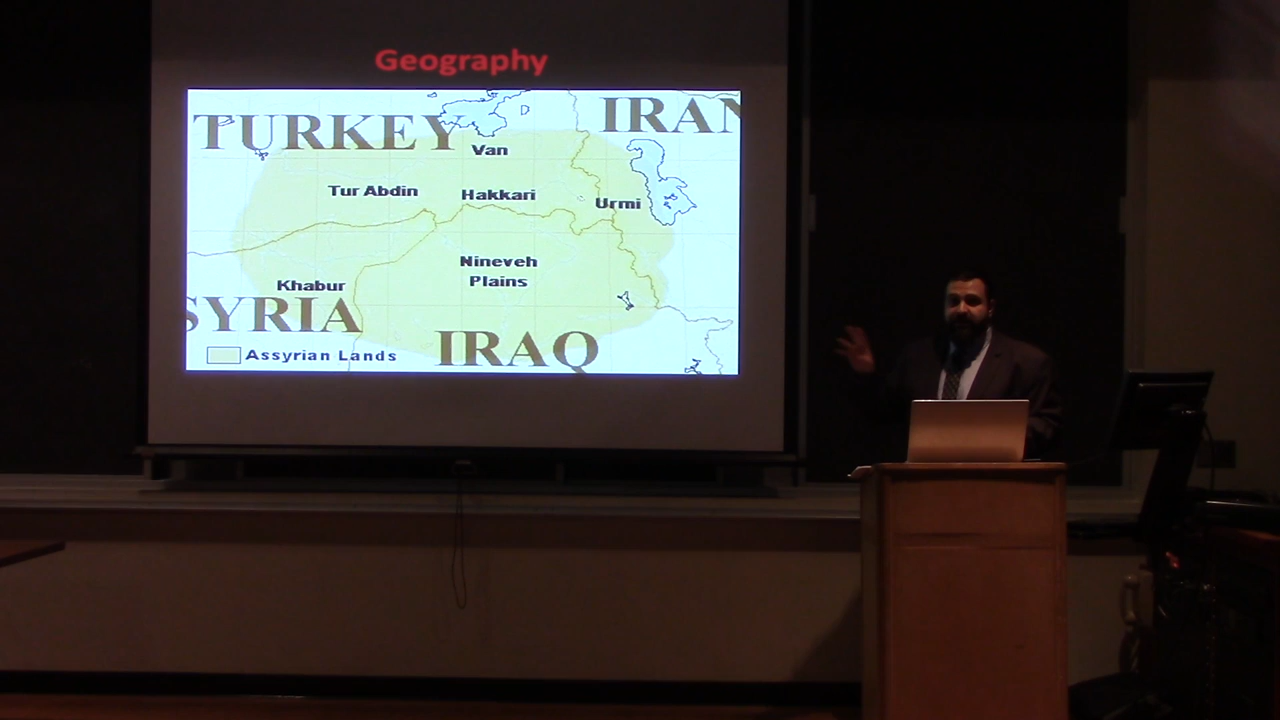 Geography
TURKEY
IRAN
Van
Tur Abdin
Hakkari
Urmi
Nineveh
Plains
Khabur
SYRIA
IRAQ
Assyrian Lands